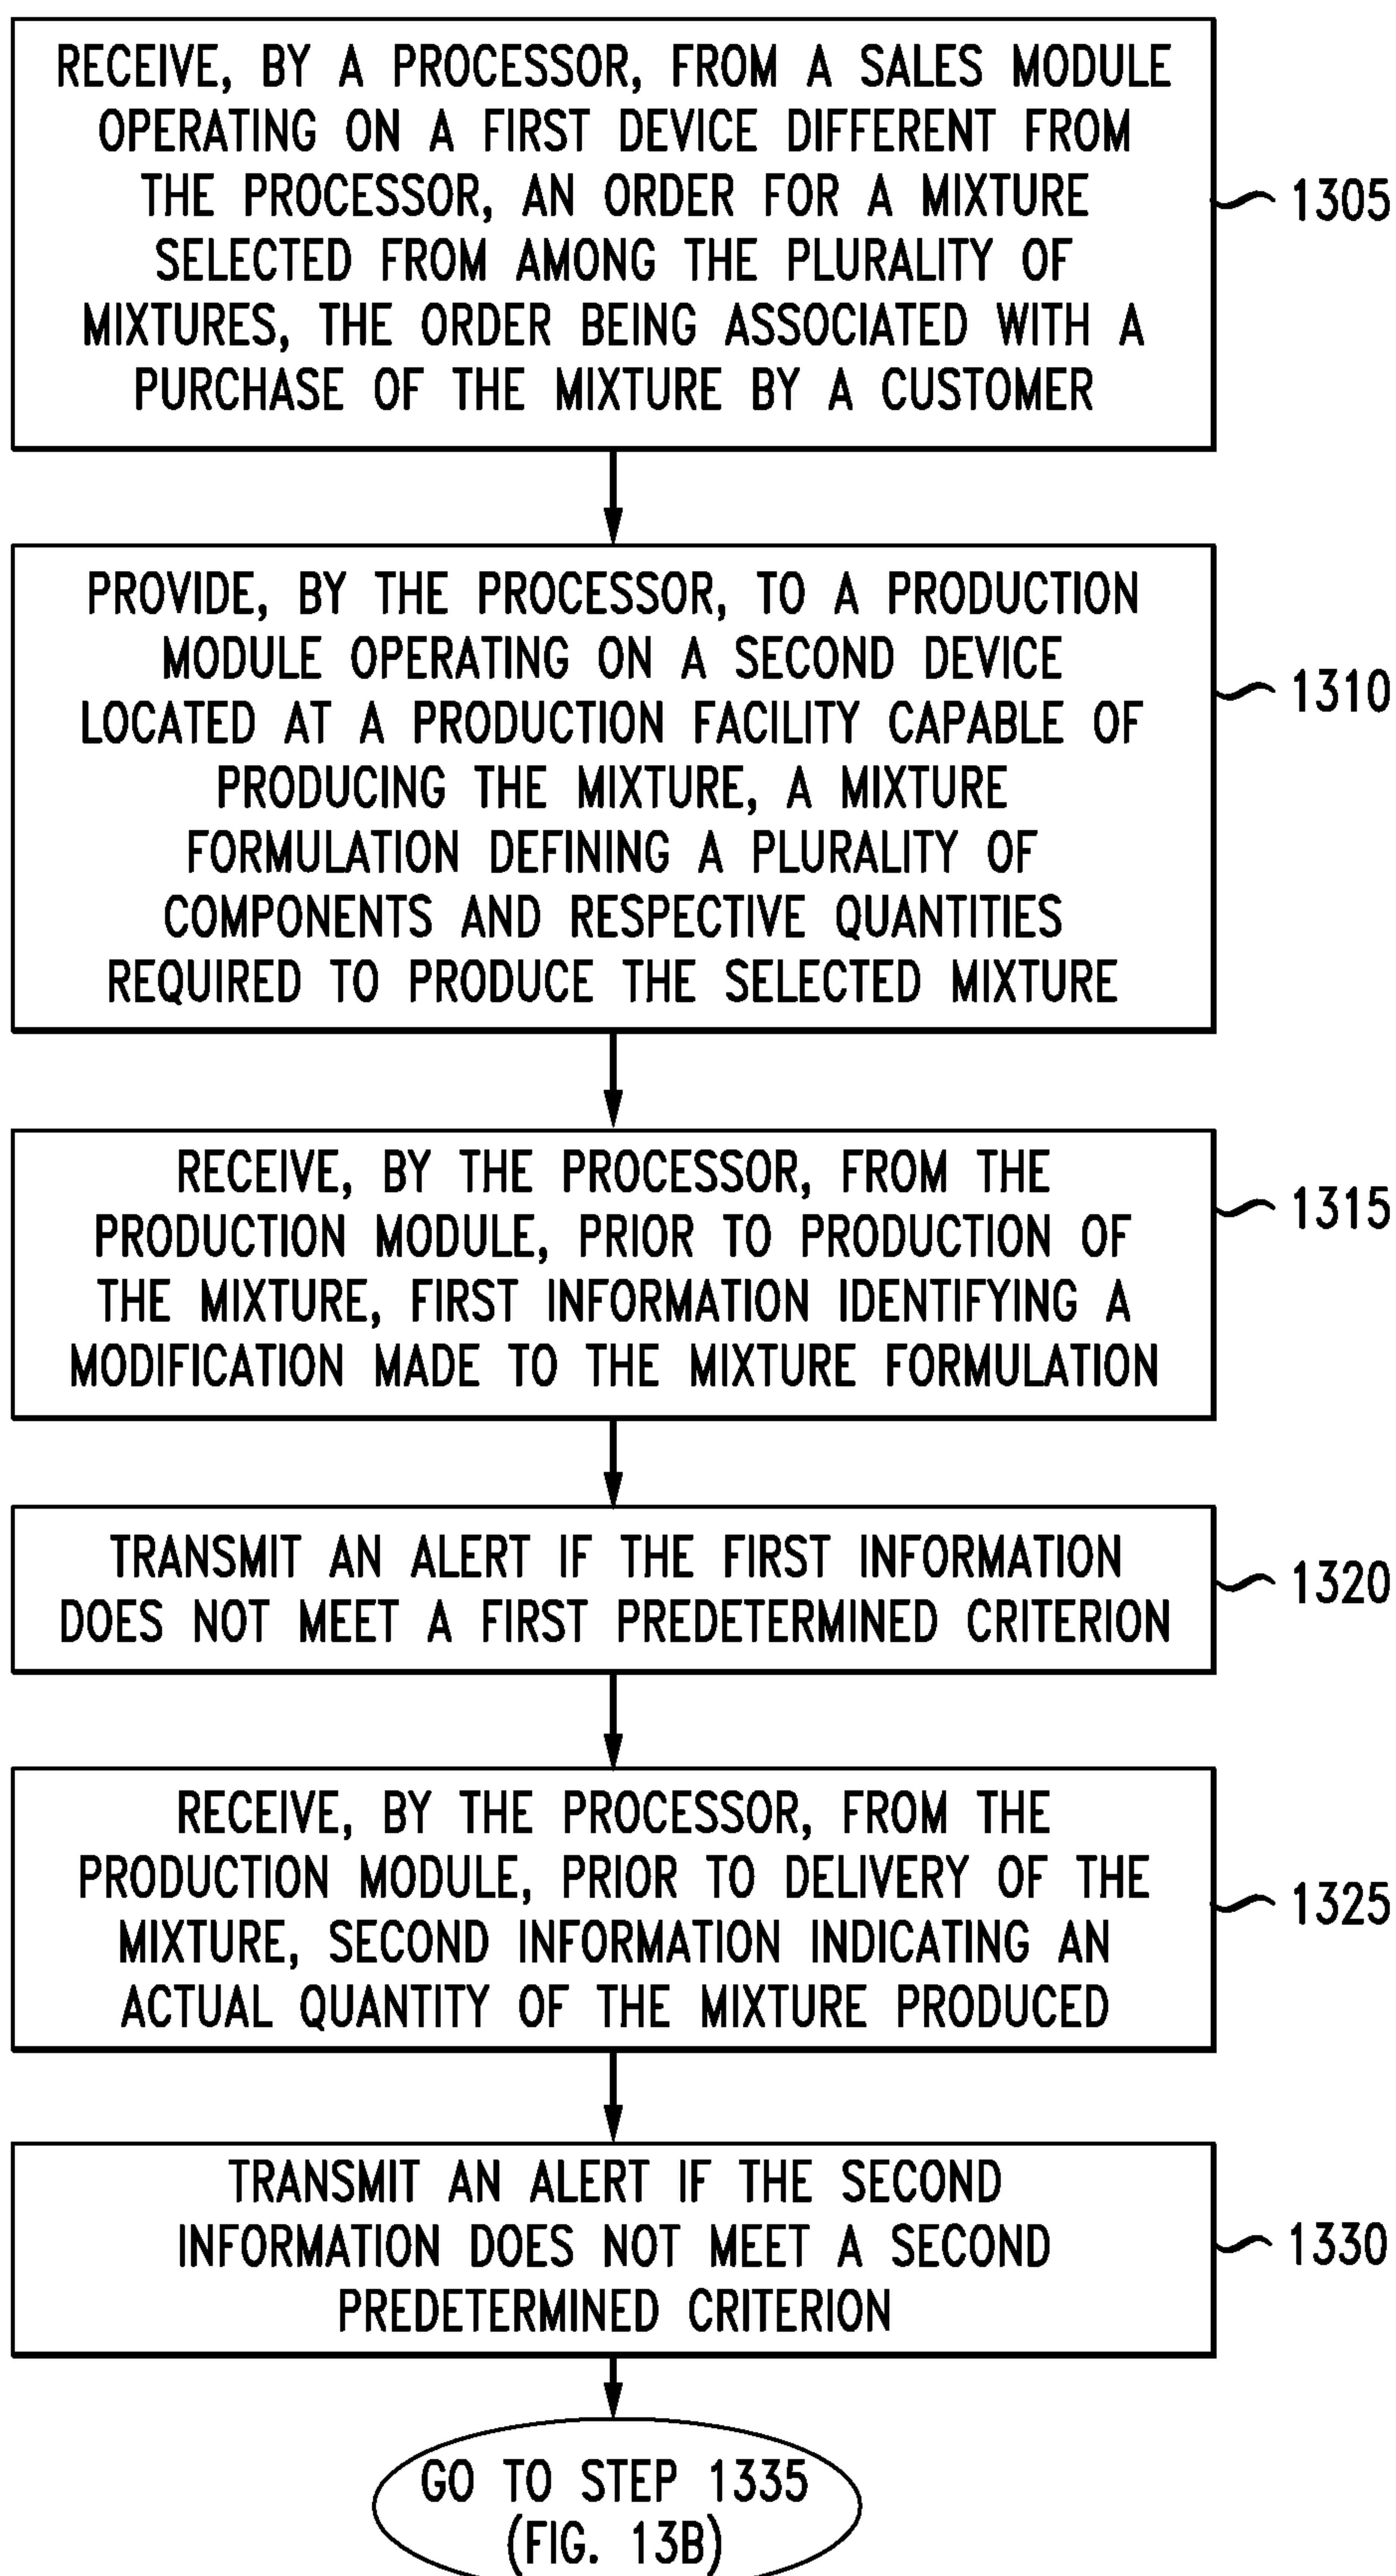 RECEIVE, BY A PROCESSOR, FROM A SALES MODULE
OPERATING ON A FIRST DEVICE DIFFERENT FROM
THE PROCESSOR, AN ORDER FOR A MIXTURE
SELECTED FROM AMONG THE PLURALITY OF
MIXTURES, THE ORDER BEING ASSOCIATED WITH A
PURCHASE OF THE MIXTURE BY A CUSTOMER
1305
PROVIDE, BY THE PROCESSOR, TO A PRODUCTION
MODULE OPERATING ON A SECOND DEVICE
LOCATED AT A PRODUCTION FACILITY CAPABLE OF
PRODUCING THE MIXTURE, A MIXTURE
FORMULATION DEFINING A PLURALITY OF
COMPONENTS AND RESPECTIVE QUANTITIES
REQUIRED TO PRODUCE THE SELECTED MIXTURE
1310
RECEIVE, BY THE PROCESSOR, FROM THE
PRODUCTION MODULE, PRIOR TO PRODUCTION OF
THE MIXTURE, FIRST INFORMATION IDENTIFYING A
MODIFICATION MADE TO THE MIXTURE FORMULATION
1315
TRANSMIT AN ALERT IF THE FIRST INFORMATION
DOES NOT MEET A FIRST PREDETERMINED CRITERION
1320
RECEIVE, BY THE PROCESSOR, FROM THE
PRODUCTION MODULE, PRIOR TO DELIVERY OF THE
MIXTURE, SECOND INFORMATION INDICATING AN
ACTUAL QUANTITY OF THE MIXTURE PRODUCED
1325
TRANSMIT AN ALERT IF THE SECOND
INFORMATION DOES NOT MEET A SECOND
PREDETERMINED CRITERION
1330
GO TO STEP 1335
(FIG. 13B)